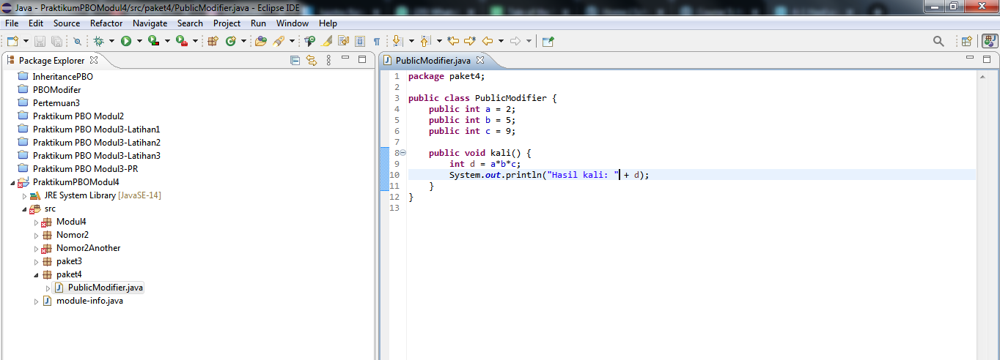 Java - PraktikumPBOModul4/src/paket4/PublicModifier.java - Eclipse IDE
File Edit Source Refactor Navigate Search Project Run Window Help
Package Explorer
InheritancePBO
PBOModifer
Pertemuan3
Praktikum PBO Modul2
Praktikum PBO Modul3-Latihan1
Praktikum PBO Modul3-Latihan2
Praktikum PBO Modul3-Latihan3
Praktikum PBO Modul3-PR
PraktikumPBOModul4
JRE System Library [JavaSE-14]
src
Modul4
Nomor2
Nomor2Another
paket3
paket4
PublicModifier.java
module-info.java
PublicModifier.java
1 package paket4;
2
3 public class PublicModifier {
4 public int a = 2;
5 public int b = 5;
6 public int c = 9;
7
8 public void kali() {
9 int d = a*b*c;
10 System.out.println("Hasil kali: " + d);
11 }
12 }
13